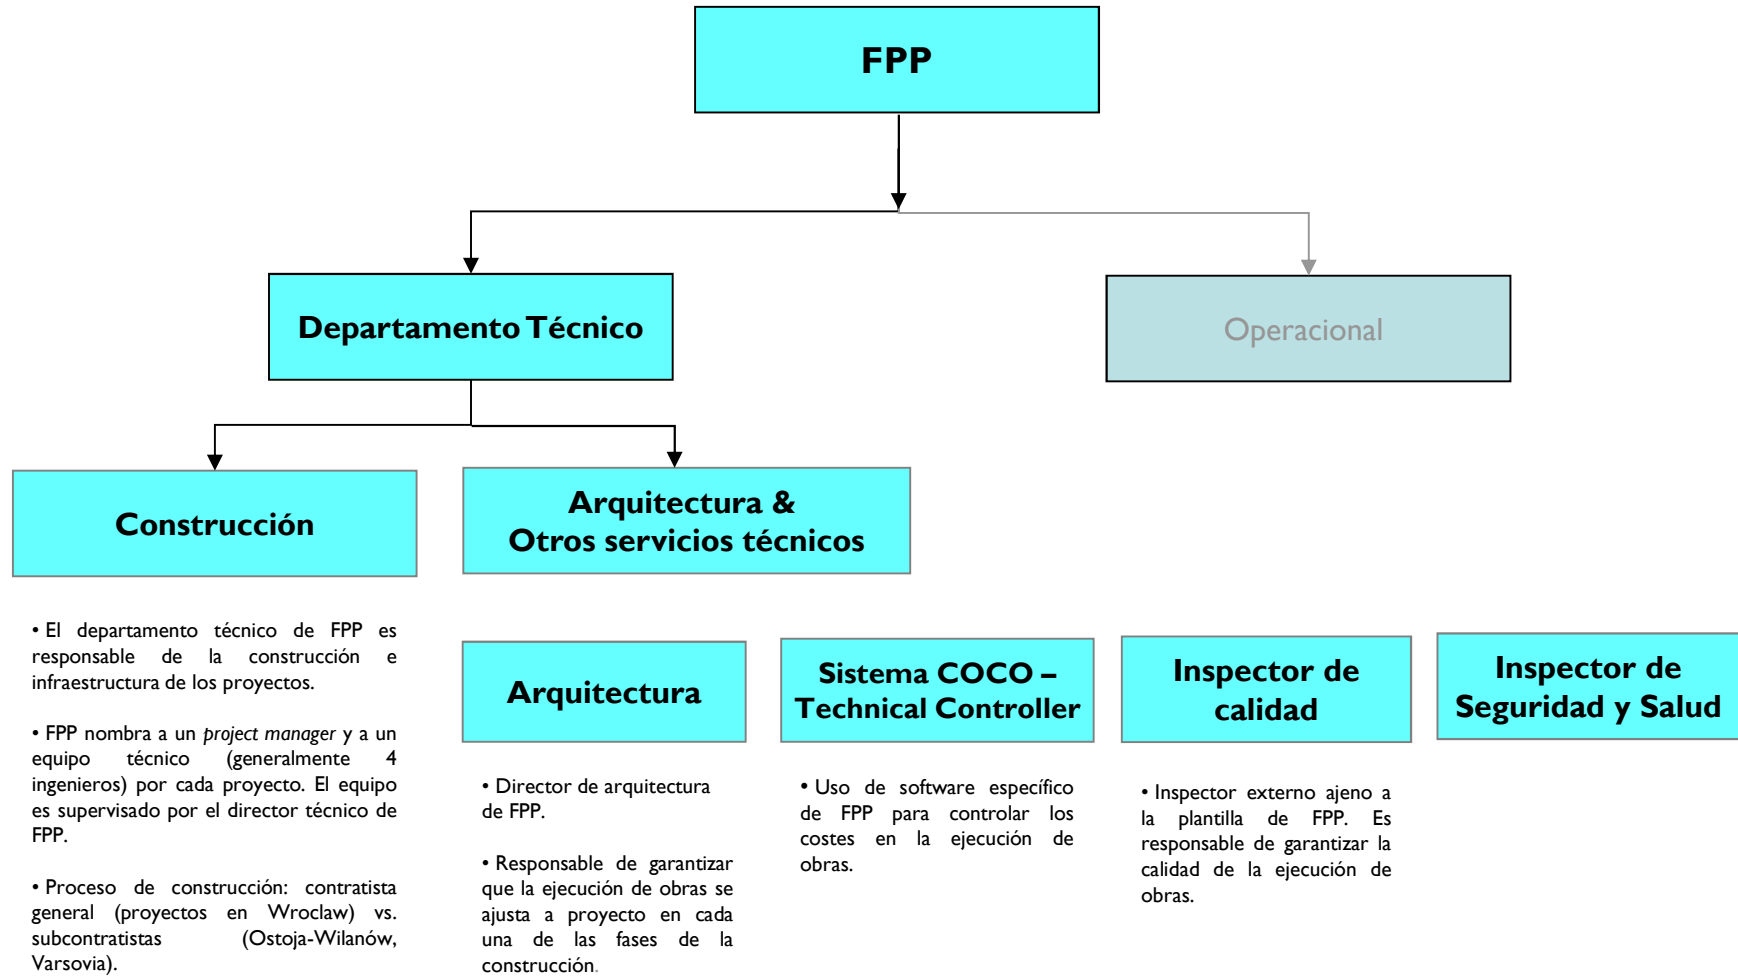 FPP
Departamento Técnico
Operacional
Construcción
Arquitectura &
Otros servicios técnicos
• El departamento técnico de FPP es
responsable de la construcción e
infraestructura de los proyectos.
• FPP nombra a un project manager y a un
equipo técnico (generalmente 4
ingenieros) por cada proyecto. El equipo
es supervisado por el director técnico de
FPP.
• Proceso de construcción: contratista
general (proyectos en Wroclaw) vs.
subcontratistas (Ostoja-Wilanów,
Varsovia).
Arquitectura
• Director de arquitectura
de FPP.
• Responsable de garantizar
que la ejecución de obras se
ajusta a proyecto en cada
una de las fases de la
construcción.
Sistema COCO –
Technical Controller
• Uso de software específico
de FPP para controlar los
costes en la ejecución de
obras.
Inspector de
calidad
• Inspector externo ajeno a
la plantilla de FPP. Es
responsable de garantizar la
calidad de la ejecución de
obras.
Inspector de
Seguridad y Salud